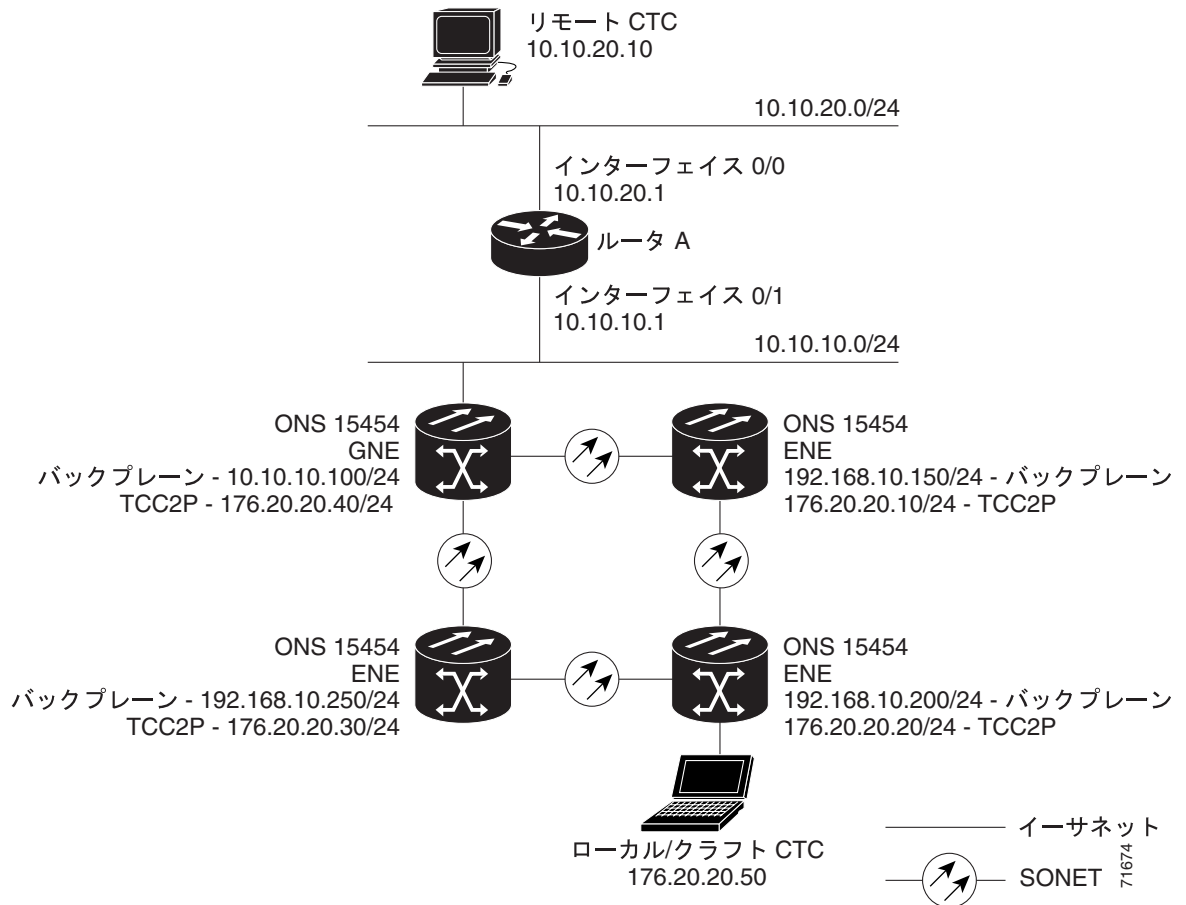 リモート CTC
10.10.20.10
10.10.20.0/24
インターフェイス 0/0
10.10.20.1
ルータ A
インターフェイス 0/1
10.10.10.1
10.10.10.0/24
ONS 15454
GNE
バックプレーン - 10.10.10.100/24
TCC2P - 176.20.20.40/24
ONS 15454
ENE
192.168.10.150/24 - バックプレーン
176.20.20.10/24 - TCC2P
ONS 15454
ENE
バックプレーン - 192.168.10.250/24
TCC2P - 176.20.20.30/24
ONS 15454
ENE
192.168.10.200/24 - バックプレーン
176.20.20.20/24 - TCC2P
ローカル/クラフト CTC
176.20.20.50
イーサネット
SONET
71674